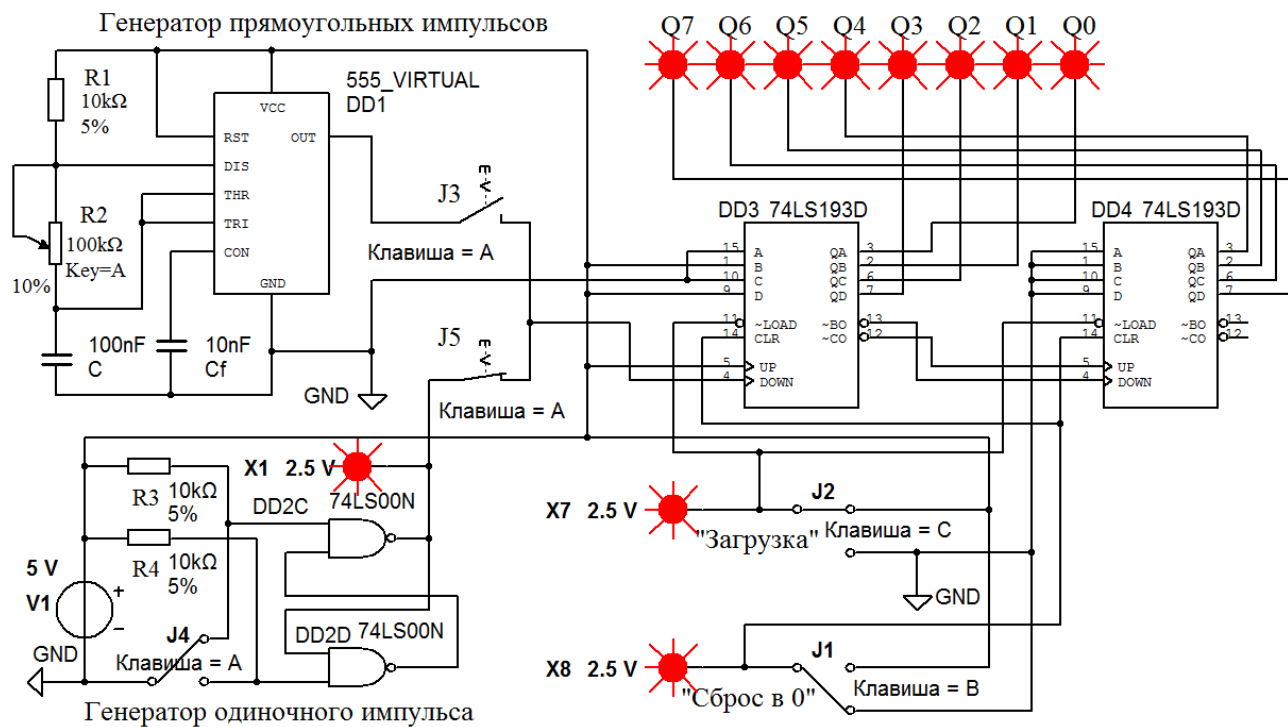 Генератор прямоугольных импульсов
Q7 Q6 Q5 Q4 Q3 Q2 Q1 Q0
R1
10kΩ
5%
555_VIRTUAL
DD1
VCC
RST
OUT
DIS
THR
TRI
CON
GND
R2
100kΩ
Key=A
10%
100nF
C
10nF
Cf
GND
J3
Клавиша = A
J5
Клавиша = A
DD3 74LS193D
15 A QA 3
1 B QB 2
10 C QC 6
9 D QD 7
11 ~LOAD ~BO 13
14 CLR ~CO 12
5 UP
4 DOWN
DD4 74LS193D
15 A QA 3
1 B QB 2
10 C QC 6
9 D QD 7
11 ~LOAD ~BO 13
14 CLR ~CO 12
5 UP
4 DOWN
X1 2.5 V
R3
10kΩ
5%
DD2C
74LS00N
R4
10kΩ
5%
5 V
V1
+
−
GND
J4
Клавиша = A
DD2D 74LS00N
Генератор одиночного импульса
X7 2.5 V
"Загрузка"
J2
Клавиша = C
GND
X8 2.5 V
"Сброс в 0"
J1
Клавиша = B